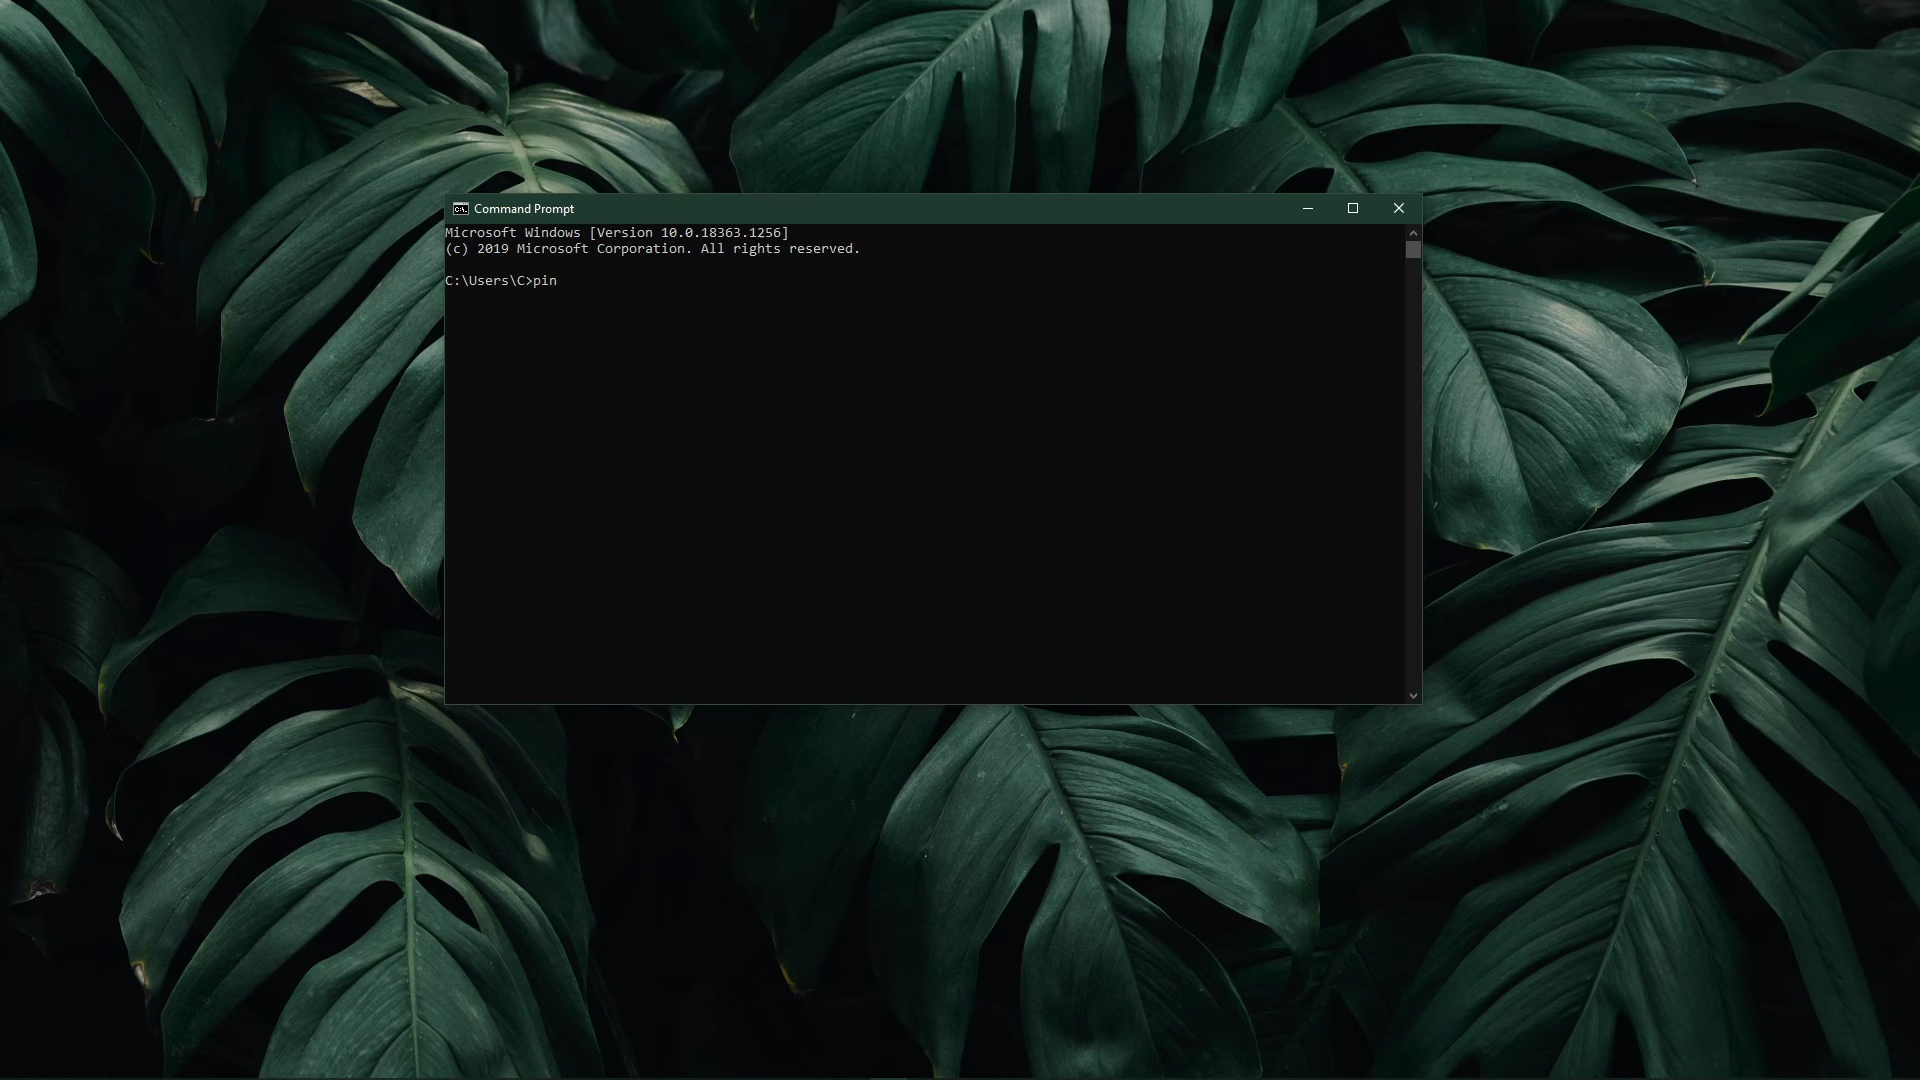 Command Prompt
Microsoft Windows [Version 10.0.18363.1256]
(c) 2019 Microsoft Corporation. All rights reserved.
C:\Users\C>pin